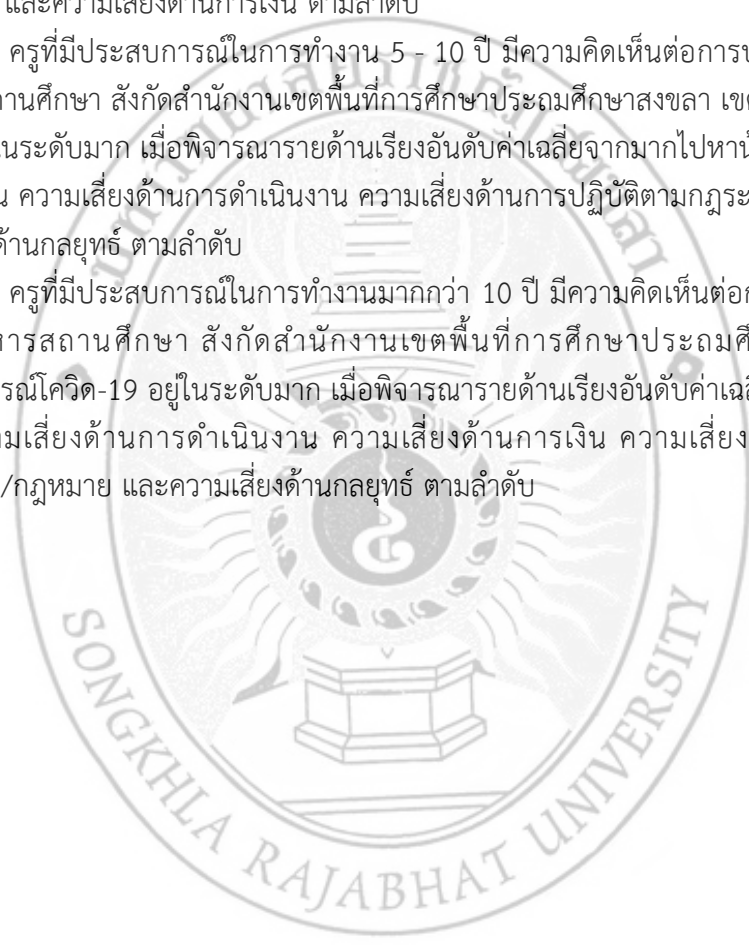 และความเสี่ยงด้านการเงิน ตามลำดับ
ครูที่มีประสบการณ์ในการทำงาน 5 - 10 ปี มีความคิดเห็นต่อการบ
านศึกษา สังกัดสำนักงานเขตพื้นที่การศึกษาประถมศึกษาสงขลา เข
นระดับมาก เมื่อพิจารณารายด้านเรียงอันดับค่าเฉลี่ยจากมากไปหาน้
น ความเสี่ยงด้านการดำเนินงาน ความเสี่ยงด้านการปฏิบัติตามกฎระ
ด้านกลยุทธ์ ตามลำดับ
ครูที่มีประสบการณ์ในการทำงานมากกว่า 10 ปี มีความคิดเห็นต่อก
หารสถานศึกษา สังกัดสำนักงานเขตพื้นที่การศึกษาประถมศึ
รณ์โควิด-19 อยู่ในระดับมาก เมื่อพิจารณารายด้านเรียงอันดับค่าเฉลี
ามเสี่ยงด้านการดำเนินงาน ความเสี่ยงด้านการเงิน ความเสี่ยง
/กฎหมาย และความเสี่ยงด้านกลยุทธ์ ตามลำดับ
มหาวิทยาลัยราชภัฏสงขลา
SONGKHLA RAJABHAT UNIVERSITY